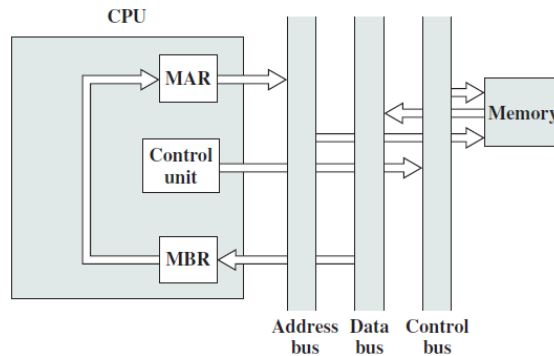 CPU
MAR
Memory
Control
unit
MBR
Address Data Control
bus bus bus